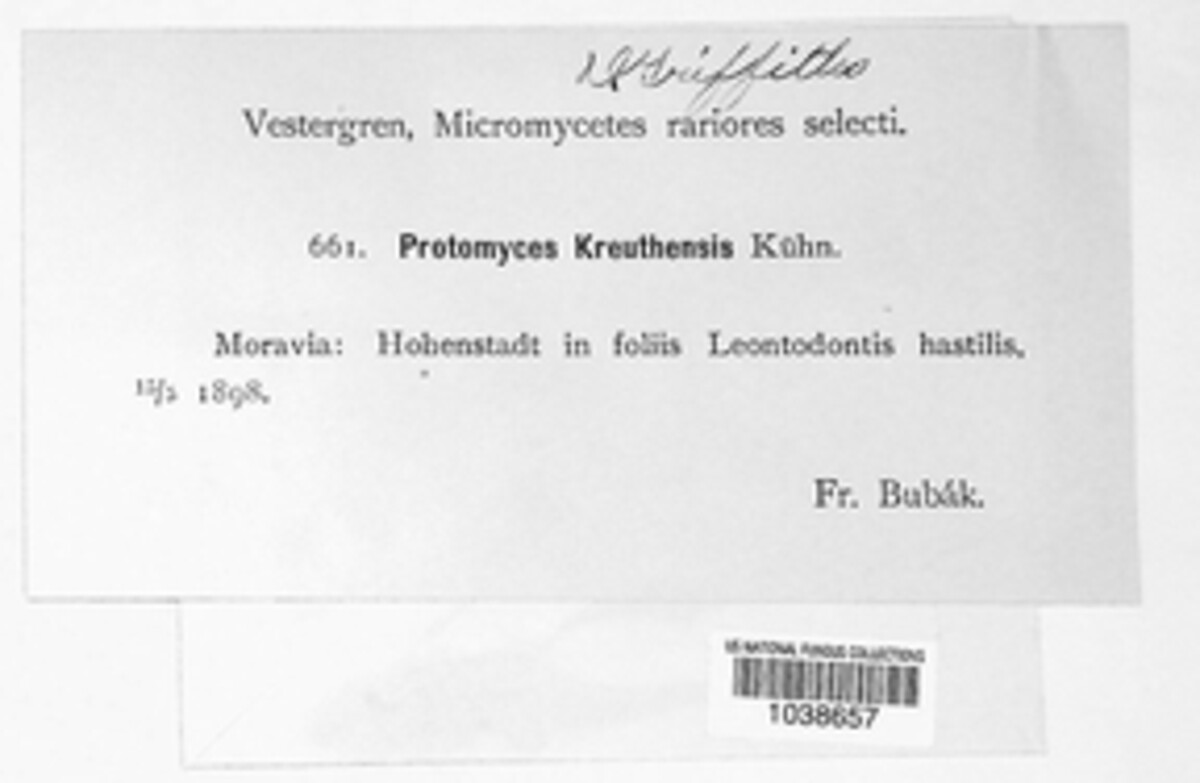 D Griffiths
Vestergren, Micromycetes rariores selecti.
661. Protomyces Kreuthensis Kühn.
Moravia: Hohenstadt in foliis Leontodontis hastilis,
1898.
Fr. Bubák.
US NATIONAL FUNGUS COLLECTIONS
1038657